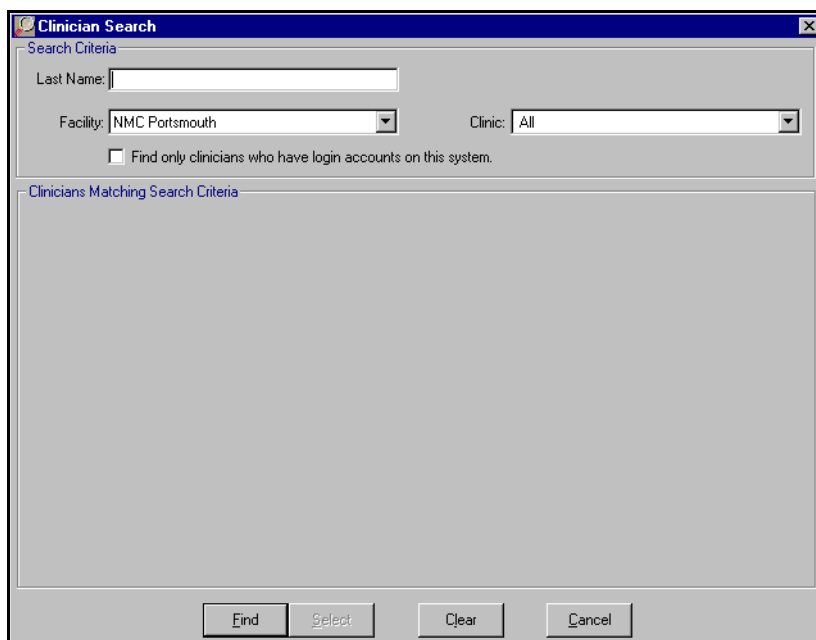 Clinician Search
Search Criteria
Last Name:
Facility: NMC Portsmouth Clinic: All
Find only clinicians who have login accounts on this system.
Clinicians Matching Search Criteria
Find Select Clear Cancel